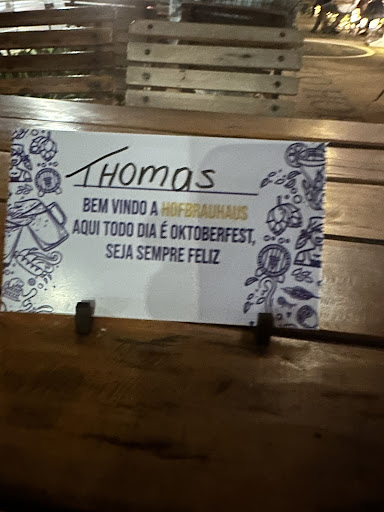 THOMAS
BEM VINDO A HOFBRAUHAUS
AQUI TODO DIA É OKTOBERFEST,
SEJA SEMPRE FELIZ